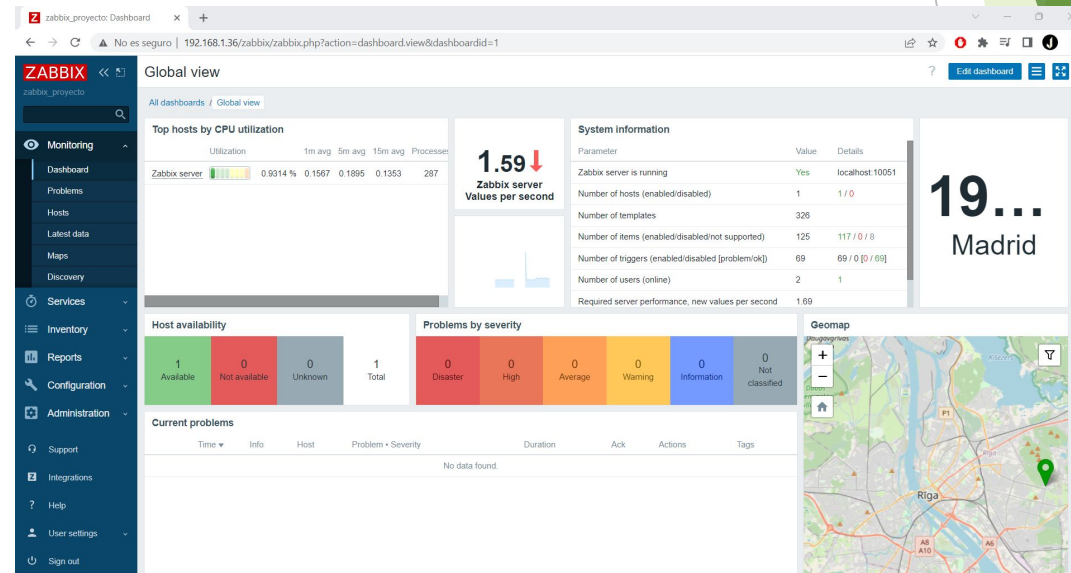 zabbix_proyecto: Dashboard
No es seguro | 192.168.1.36/zabbix/zabbix.php?action=dashboard.view&dashboardid=1
ZABBIX
zabbix_proyecto
Monitoring
Dashboard
Problems
Hosts
Latest data
Maps
Discovery
Services
Inventory
Reports
Configuration
Administration
Support
Integrations
Help
User settings
Sign out
Global view
? Edit dashboard
All dashboards / Global view
Top hosts by CPU utilization
Utilization 1m avg 5m avg 15m avg Processes
Zabbix server 0.9314 % 0.1567 0.1895 0.1353 287
1.59
Zabbix server
Values per second
System information
Parameter Value Details
Zabbix server is running Yes localhost:10051
Number of hosts (enabled/disabled) 1 1 / 0
Number of templates 326
Number of items (enabled/disabled/not supported) 125 117 / 0 / 8
Number of triggers (enabled/disabled [problem/ok]) 69 69 / 0 [0 / 69]
Number of users (online) 2 1
Required server performance, new values per second 1.69
19...
Madrid
Host availability
1 Available
0 Not available
0 Unknown
1 Total
Problems by severity
0 Disaster
0 High
0 Average
0 Warning
0 Information
0 Not classified
Geomap
+
−
P1
Rīga
Rīga
A8
A10
A6
Current problems
Time Info Host Problem • Severity Duration Ack Actions Tags
No data found.